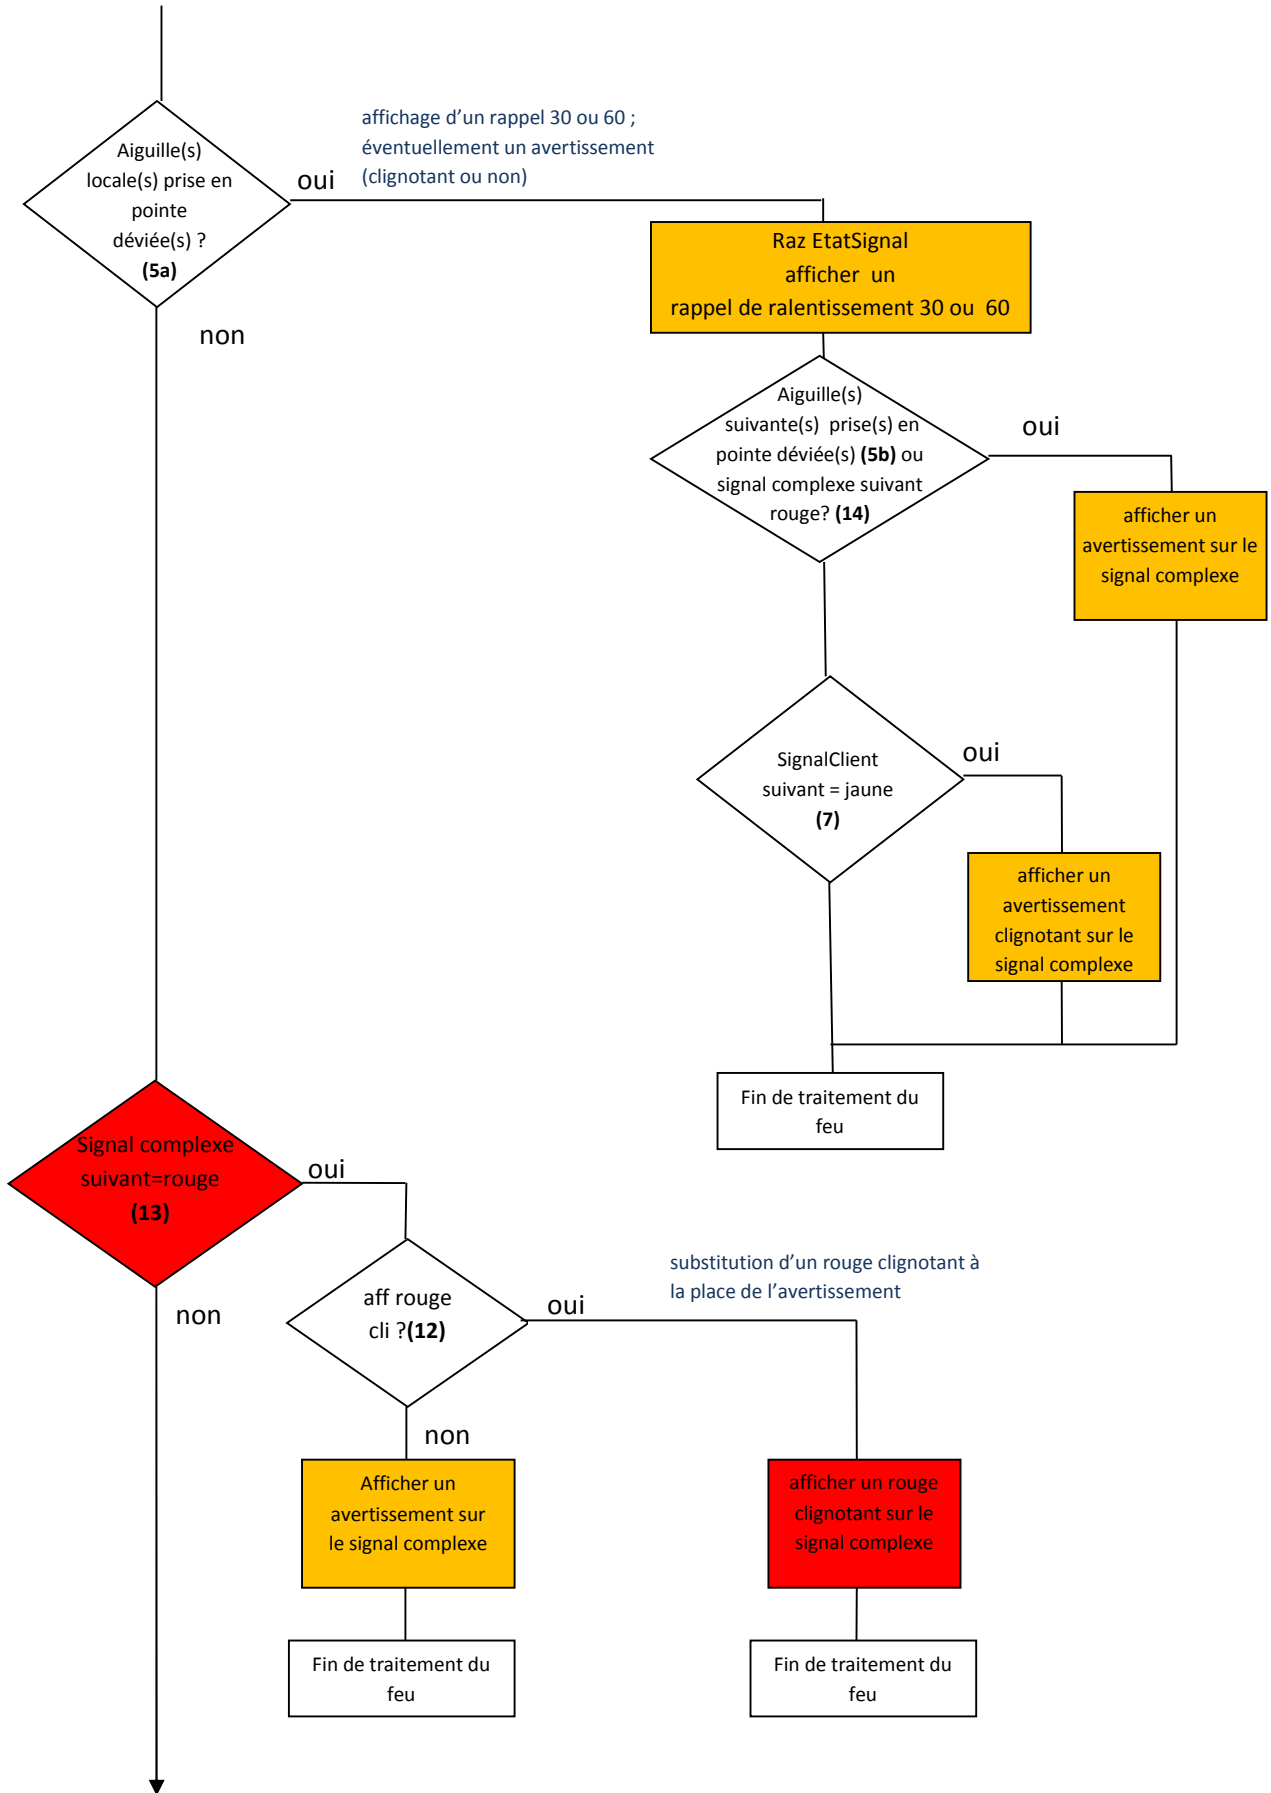 affichage d'un rappel 30 ou 60 ;
éventuellement un avertissement
(clignotant ou non)
Aiguille(s)
locale(s) prise en
pointe
déviée(s) ?
(5a)
oui
non
Raz EtatSignal
afficher un
rappel de ralentissement 30 ou 60
Aiguille(s)
suivante(s) prise(s) en
pointe déviée(s) (5b) ou
signal complexe suivant
rouge? (14)
oui
afficher un
avertissement sur le
signal complexe
SignalClient
suivant = jaune
(7)
oui
afficher un
avertissement
clignotant sur le
signal complexe
Fin de traitement du
feu
Signal complexe
suivant=rouge
(13)
oui
non
aff rouge
cli ?(12)
oui
substitution d'un rouge clignotant à
la place de l'avertissement
non
Afficher un
avertissement sur
le signal complexe
afficher un rouge
clignotant sur le
signal complexe
Fin de traitement du
feu
Fin de traitement du
feu